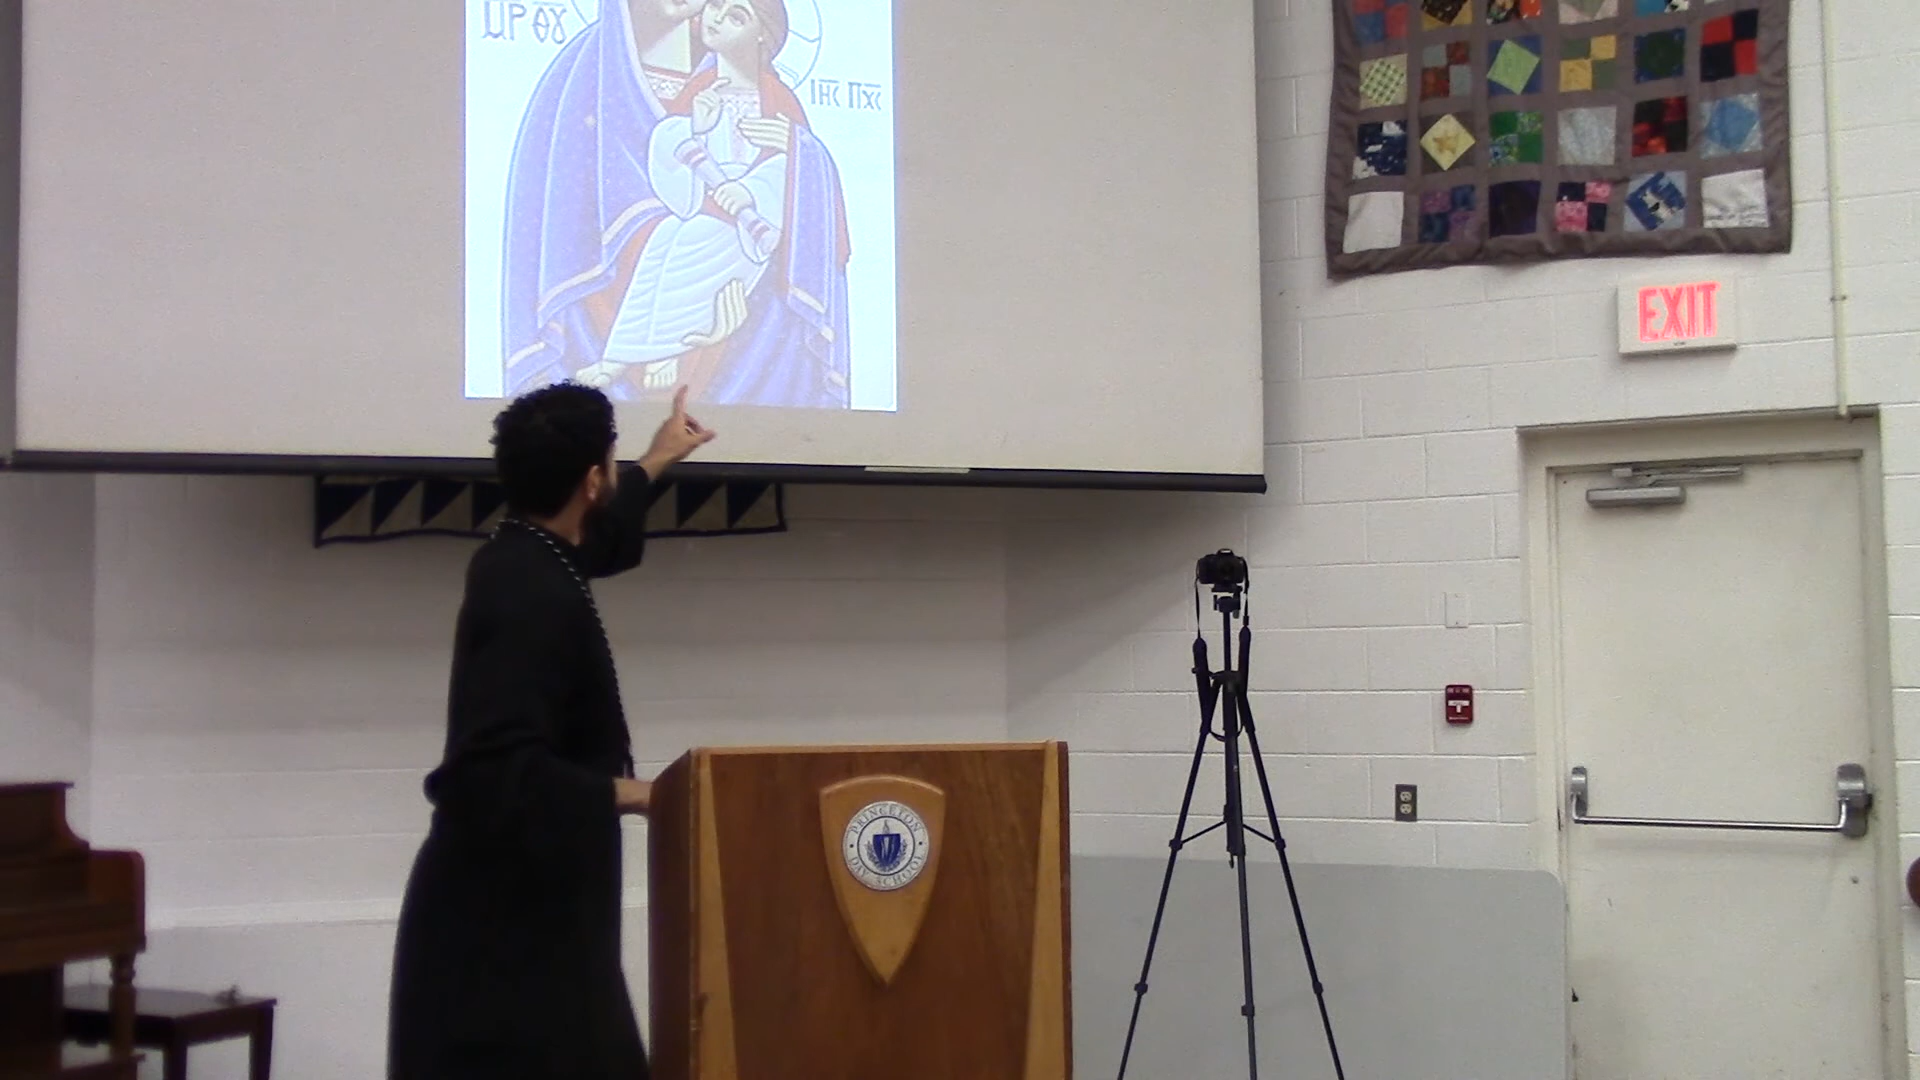 ⲘⲢ ⲐⲨ
ⲒⲎⲤ ⲠⲬⲤ
EXIT
PRINCETON
DAY SCHOOL